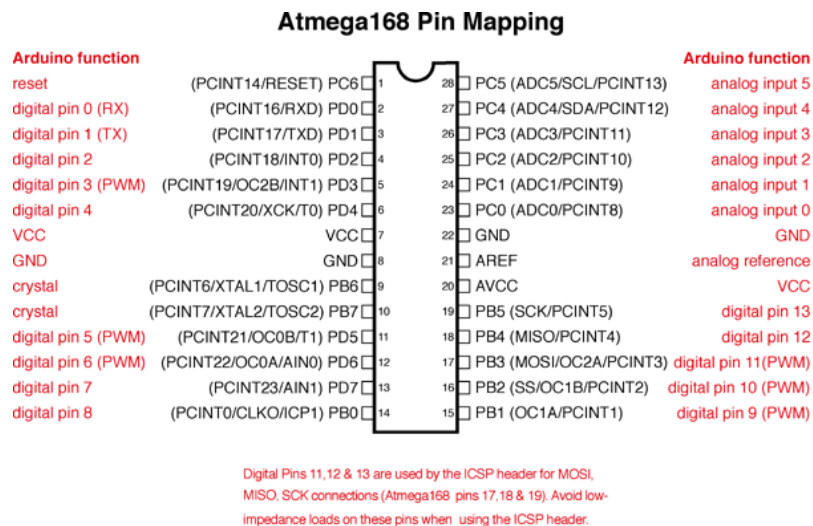 Atmega168 Pin Mapping
Arduino function Arduino function
reset (PCINT14/RESET) PC6 1 28 PC5 (ADC5/SCL/PCINT13) analog input 5
digital pin 0 (RX) (PCINT16/RXD) PD0 2 27 PC4 (ADC4/SDA/PCINT12) analog input 4
digital pin 1 (TX) (PCINT17/TXD) PD1 3 26 PC3 (ADC3/PCINT11) analog input 3
digital pin 2 (PCINT18/INT0) PD2 4 25 PC2 (ADC2/PCINT10) analog input 2
digital pin 3 (PWM) (PCINT19/OC2B/INT1) PD3 5 24 PC1 (ADC1/PCINT9) analog input 1
digital pin 4 (PCINT20/XCK/T0) PD4 6 23 PC0 (ADC0/PCINT8) analog input 0
VCC VCC 7 22 GND GND
GND GND 8 21 AREF analog reference
crystal (PCINT6/XTAL1/TOSC1) PB6 9 20 AVCC VCC
crystal (PCINT7/XTAL2/TOSC2) PB7 10 19 PB5 (SCK/PCINT5) digital pin 13
digital pin 5 (PWM) (PCINT21/OC0B/T1) PD5 11 18 PB4 (MISO/PCINT4) digital pin 12
digital pin 6 (PWM) (PCINT22/OC0A/AIN0) PD6 12 17 PB3 (MOSI/OC2A/PCINT3) digital pin 11(PWM)
digital pin 7 (PCINT23/AIN1) PD7 13 16 PB2 (SS/OC1B/PCINT2) digital pin 10 (PWM)
digital pin 8 (PCINT0/CLKO/ICP1) PB0 14 15 PB1 (OC1A/PCINT1) digital pin 9 (PWM)
Digital Pins 11,12 & 13 are used by the ICSP header for MOSI,
MISO, SCK connections (Atmega168 pins 17,18 & 19). Avoid low-
impedance loads on these pins when using the ICSP header.